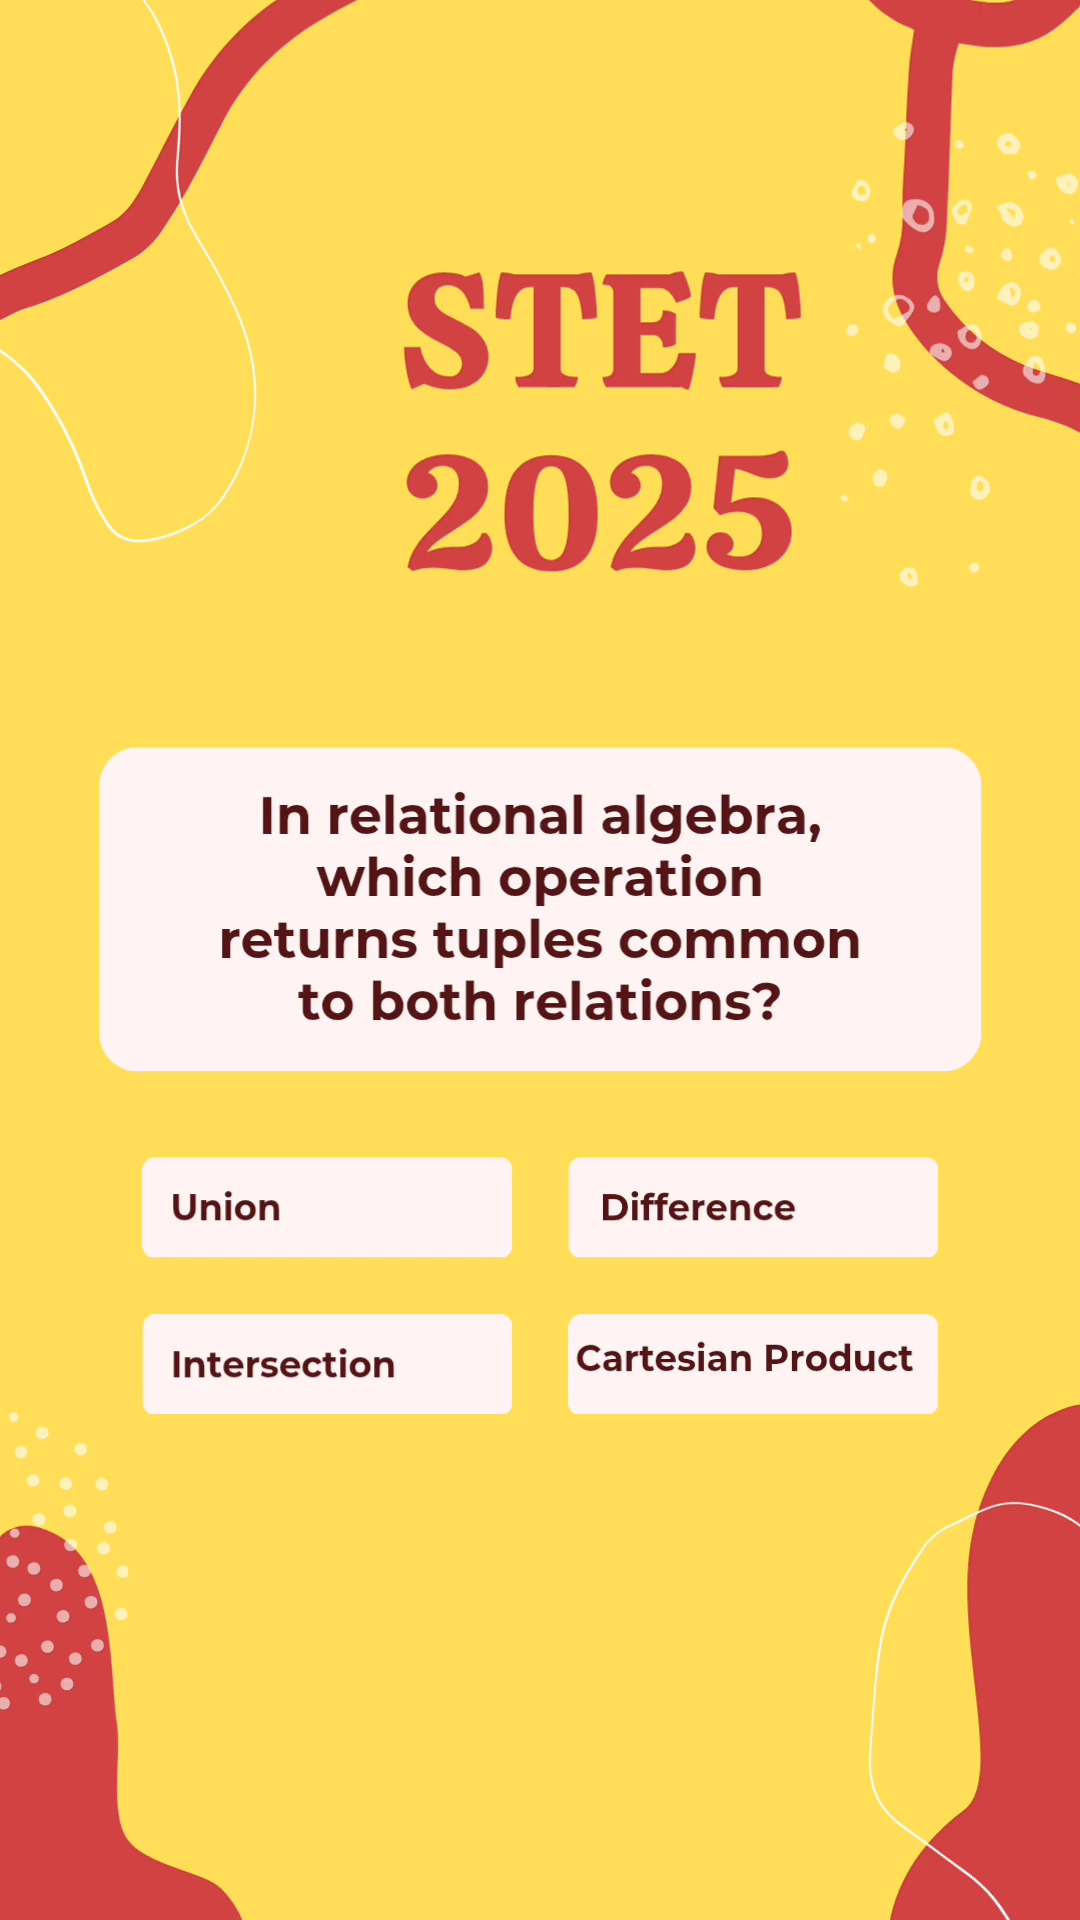 STET
2025
In relational algebra,
which operation
returns tuples common
to both relations?
Union
Difference
Intersection
Cartesian Product